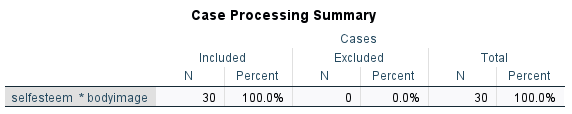 Case Processing Summary
Cases
Included Excluded Total
N Percent N Percent N Percent
selfesteem * bodyimage 30 100.0% 0 0.0% 30 100.0%